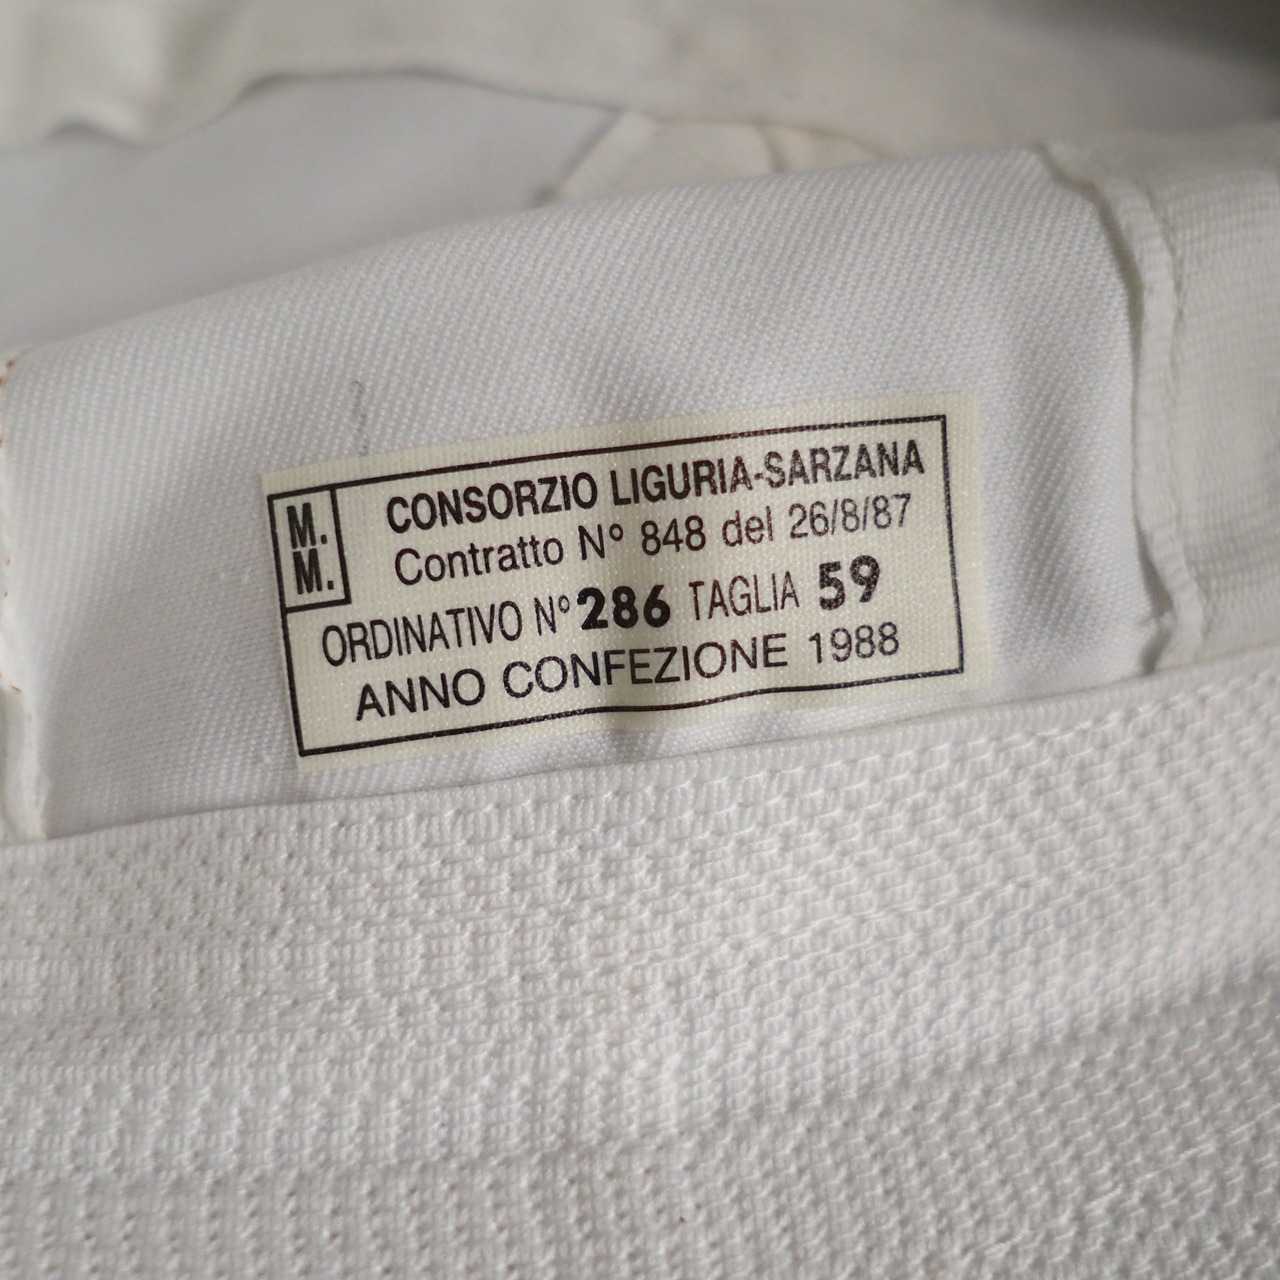 M.
M.
CONSORZIO LIGURIA-SARZANA
Contratto N° 848 del 26/8/87
ORDINATIVO N° 286 TAGLIA 59
ANNO CONFEZIONE 1988